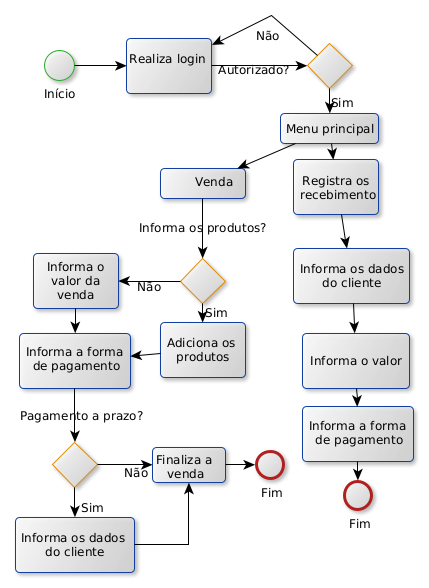 Não
Realiza login
Autorizado?
Início
Sim
Menu principal
Venda
Registra os
recebimento
Informa os produtos?
Informa o
valor da
venda
Não
Informa os dados
do cliente
Sim
Adiciona os
produtos
Informa a forma
de pagamento
Informa o valor
Pagamento a prazo?
Informa a forma
de pagamento
Não
Finaliza a
venda
Fim
Sim
Fim
Informa os dados
do cliente